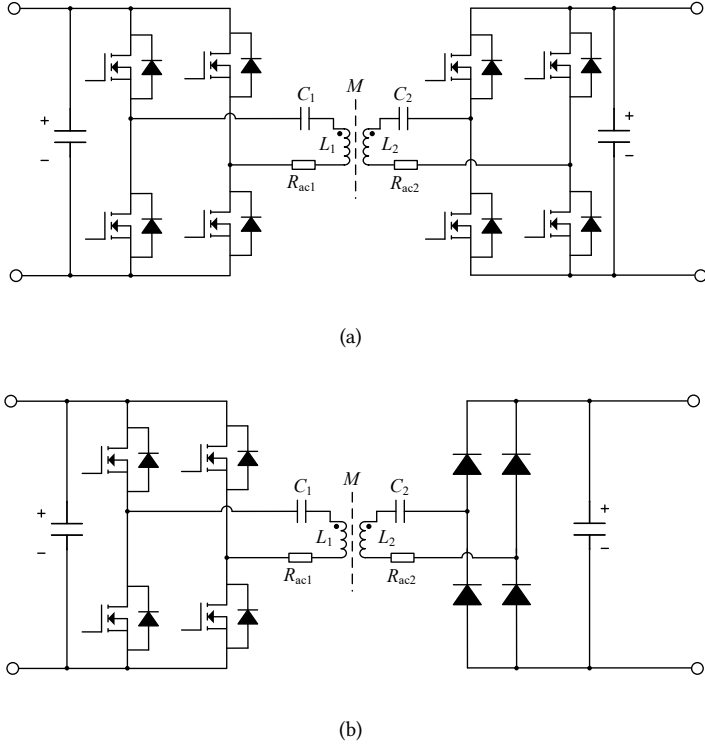 M
C1 C2
+ +
L1 L2
− −
Rac1 Rac2
(a)
M
C1 C2
+ +
L1 L2
− −
Rac1 Rac2
(b)